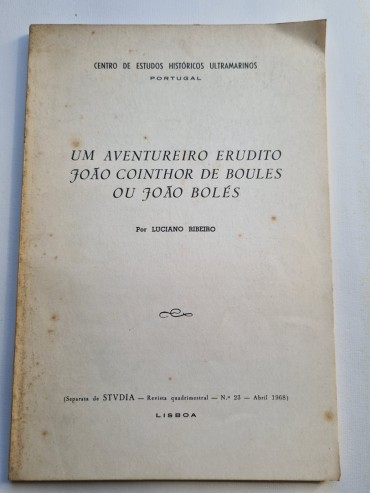 CENTRO DE ESTUDOS HISTÓRICOS ULTRAMARINOS
PORTUGAL
UM AVENTUREIRO ERUDITO
JOÃO COINTHOR DE BOULES
OU JOÃO BOLÉS
Por LUCIANO RIBEIRO
(Separata de STVDIA — Revista quadrimestral — N.º 23 — Abril 1968)
LISBOA